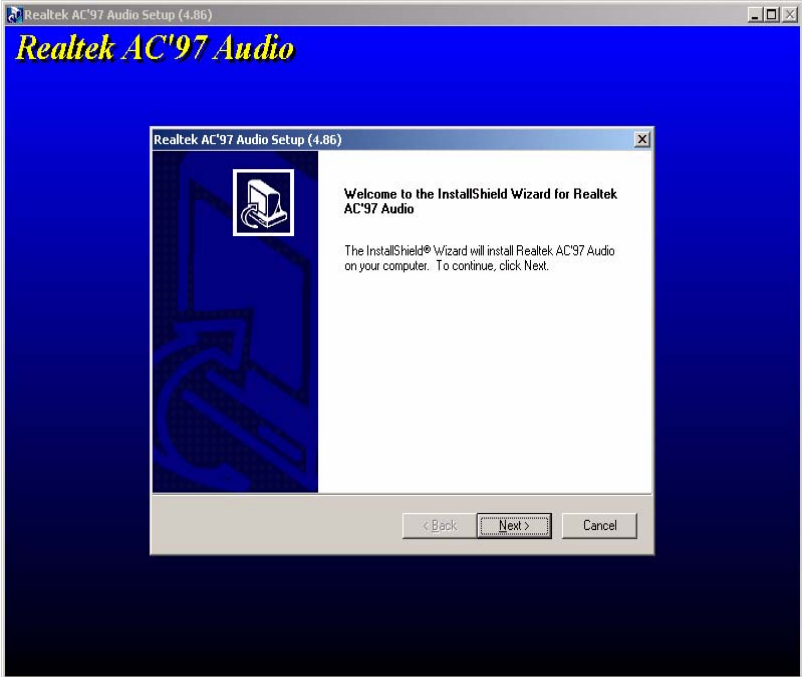 Realtek AC'97 Audio Setup (4.86)
Realtek AC'97 Audio
Realtek AC'97 Audio Setup (4.86)
Welcome to the InstallShield Wizard for Realtek
AC'97 Audio
The InstallShield® Wizard will install Realtek AC'97 Audio
on your computer. To continue, click Next.
< Back
Next >
Cancel